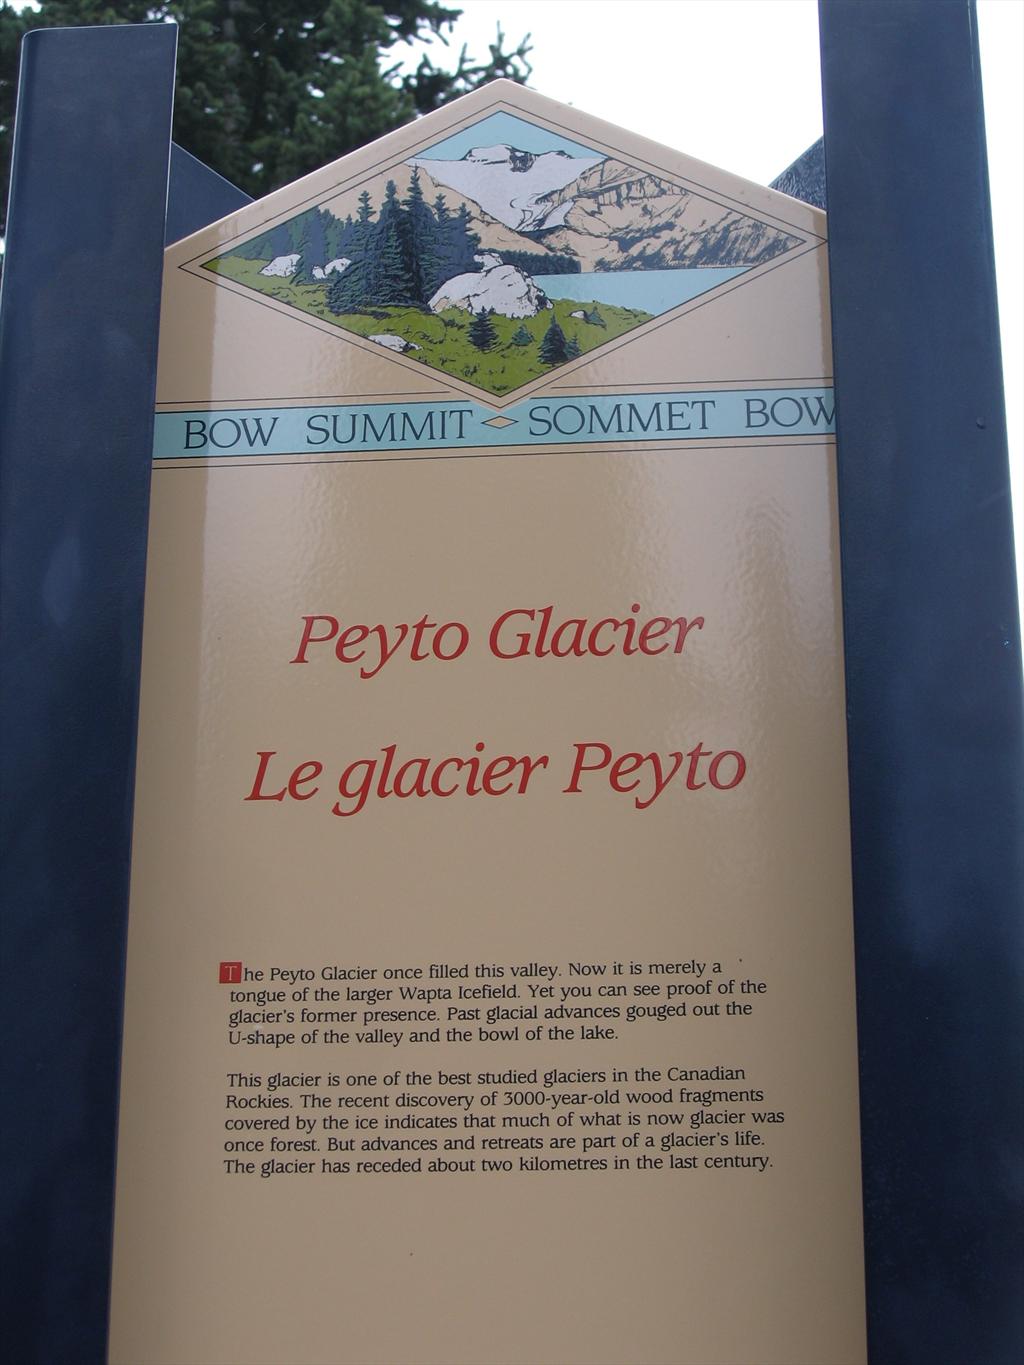 BOW SUMMIT SOMMET BOW
Peyto Glacier
Le glacier Peyto
The Peyto Glacier once filled this valley. Now it is merely a
tongue of the larger Wapta Icefield. Yet you can see proof of the
glacier's former presence. Past glacial advances gouged out the
U-shape of the valley and the bowl of the lake.
This glacier is one of the best studied glaciers in the Canadian
Rockies. The recent discovery of 3000-year-old wood fragments
covered by the ice indicates that much of what is now glacier was
once forest. But advances and retreats are part of a glacier's life.
The glacier has receded about two kilometres in the last century.